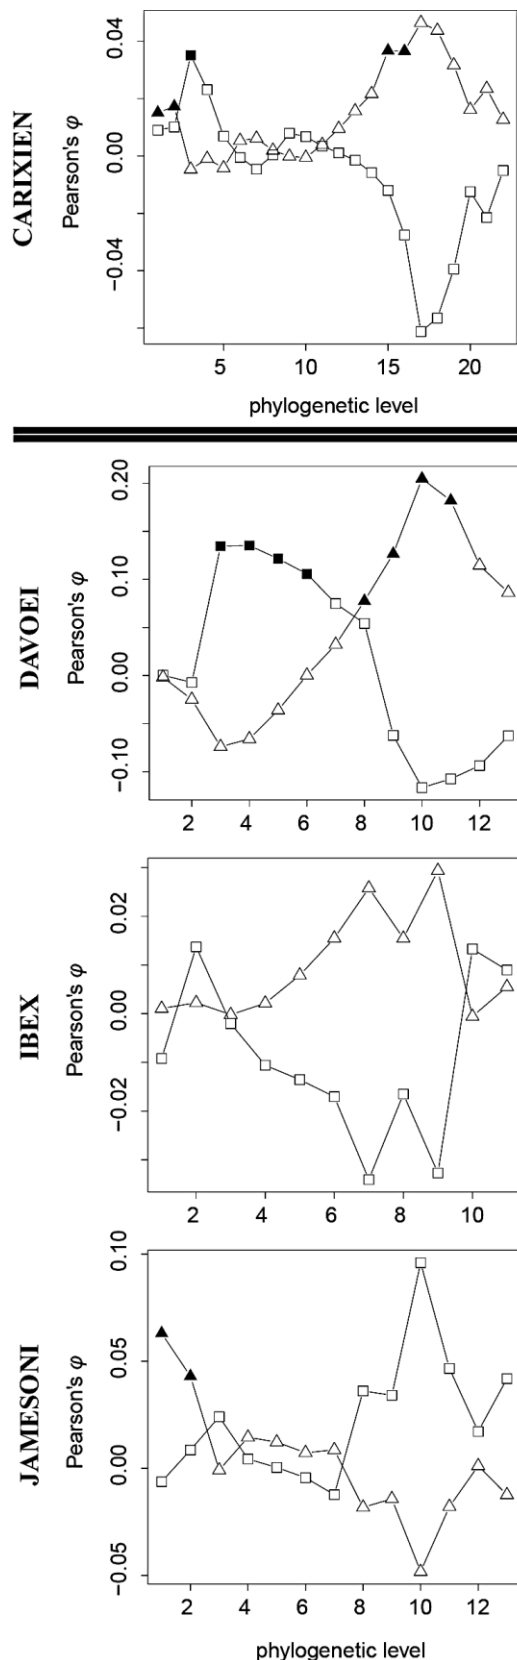 CARIXIEN
Pearson's φ
0.04
0.00
−0.04
5 10 15 20
phylogenetic level
DAVOEI
Pearson's φ
0.20
0.10
0.00
−0.10
2 4 6 8 10 12
IBEX
Pearson's φ
0.02
0.00
−0.02
2 4 6 8 10
JAMESONI
Pearson's φ
0.10
0.05
0.00
−0.05
2 4 6 8 10 12
phylogenetic level